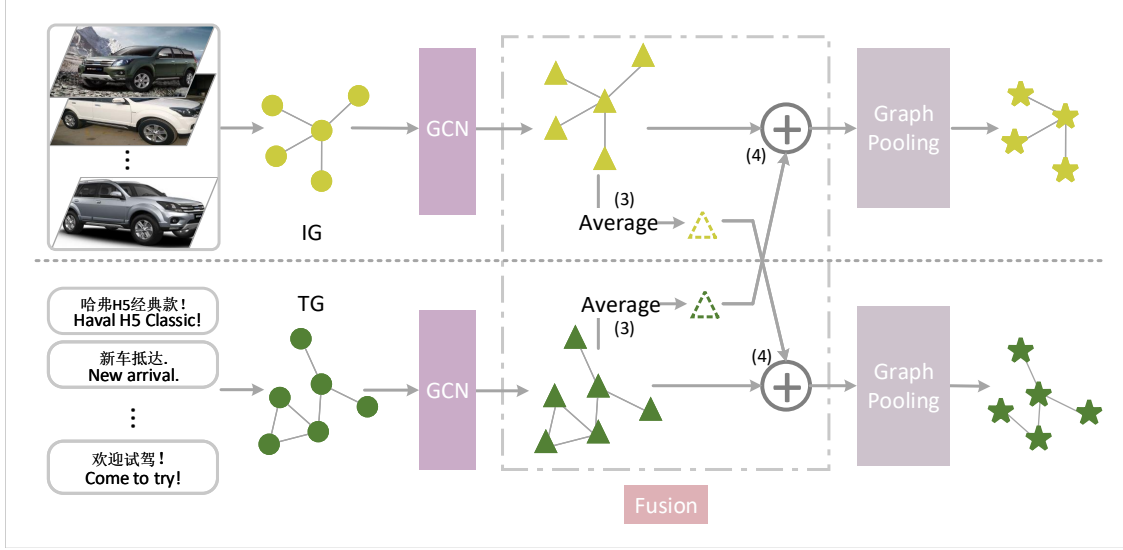 IG
GCN
(3)
Average
(4)
Graph
Pooling
哈弗H5经典款！
Haval H5 Classic!
新车抵达.
New arrival.
⋮
欢迎试驾！
Come to try!
TG
GCN
Average
(3)
(4)
Graph
Pooling
Fusion